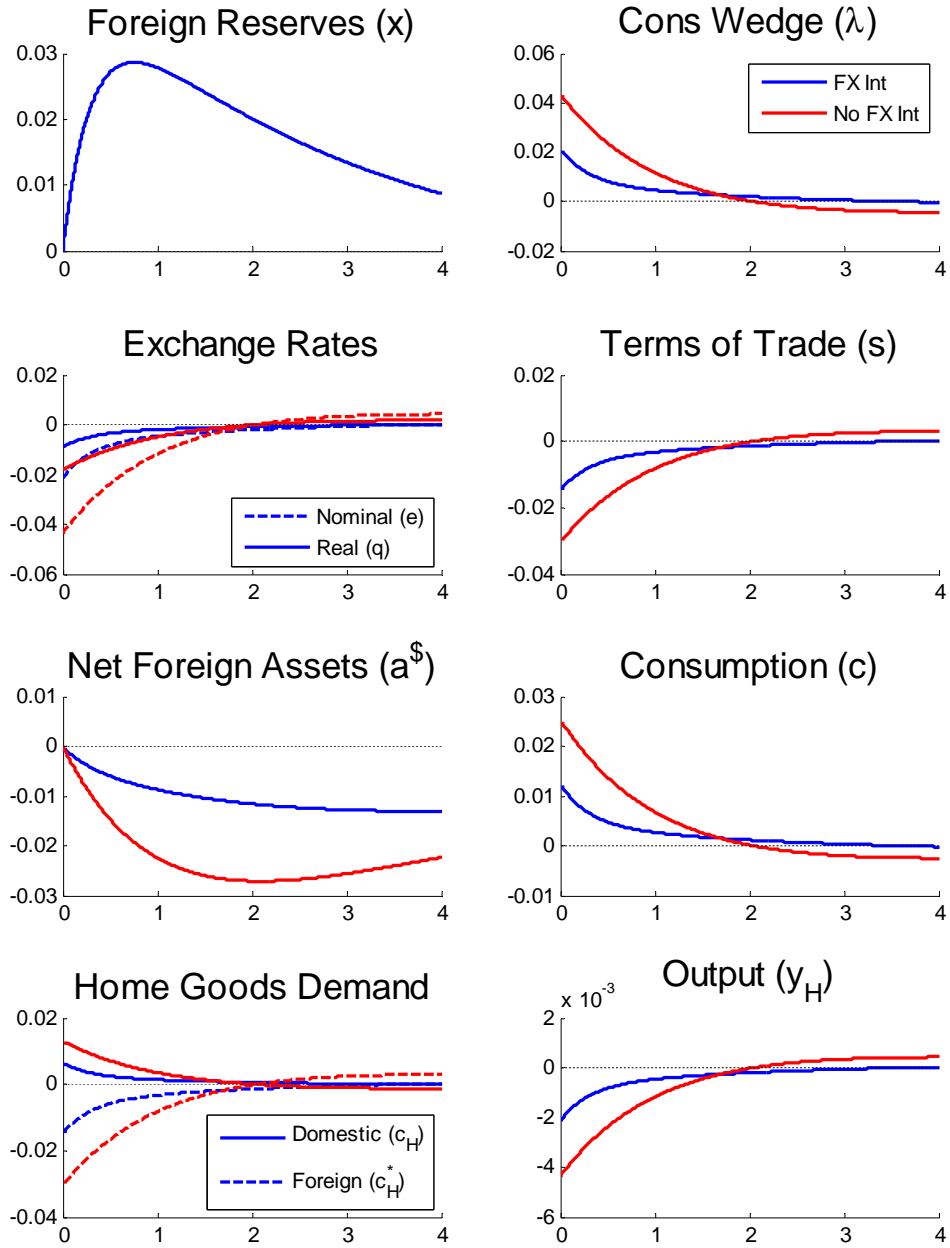 Foreign Reserves (x)
0.03
0.02
0.01
0
0 1 2 3 4
Cons Wedge (λ)
0.06
0.04
0.02
0
-0.02
FX Int
No FX Int
0 1 2 3 4
Exchange Rates
0.02
0
-0.02
-0.04
-0.06
Nominal (e)
Real (q)
0 1 2 3 4
Terms of Trade (s)
0.02
0
-0.02
-0.04
0 1 2 3 4
Net Foreign Assets (a$)
0.01
0
-0.01
-0.02
-0.03
0 1 2 3 4
Consumption (c)
0.03
0.02
0.01
0
-0.01
0 1 2 3 4
Home Goods Demand
0.02
0
-0.02
-0.04
Domestic (cH)
Foreign (c*H)
0 1 2 3 4
Output (yH)
x 10-3
2
0
-2
-4
-6
0 1 2 3 4